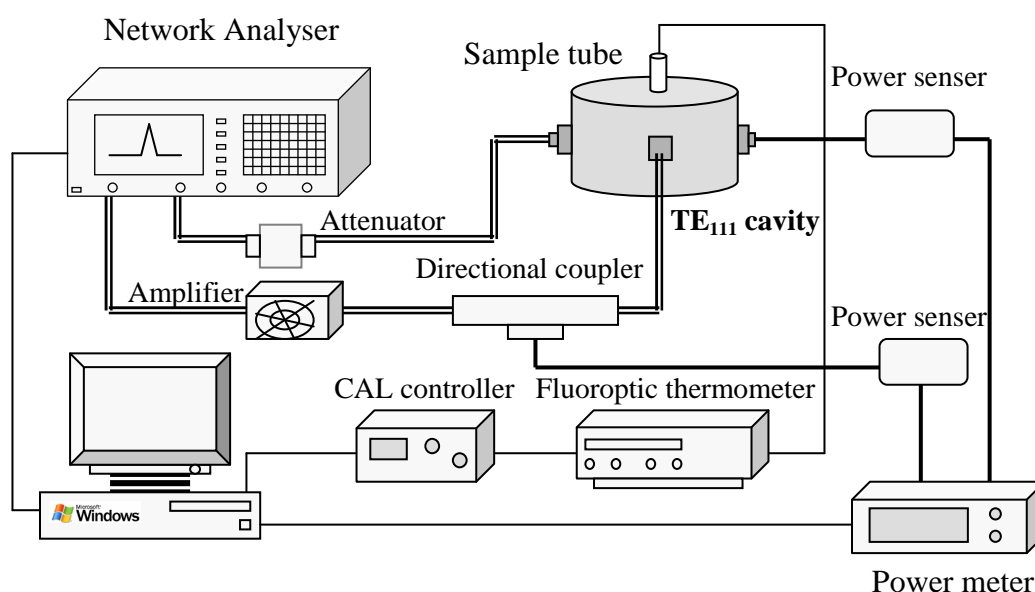 Network Analyser
Sample tube
Power senser
Attenuator
TE₁₁₁ cavity
Directional coupler
Amplifier
Power senser
CAL controller
Fluoroptic thermometer
Microsoft
Windows
Power meter